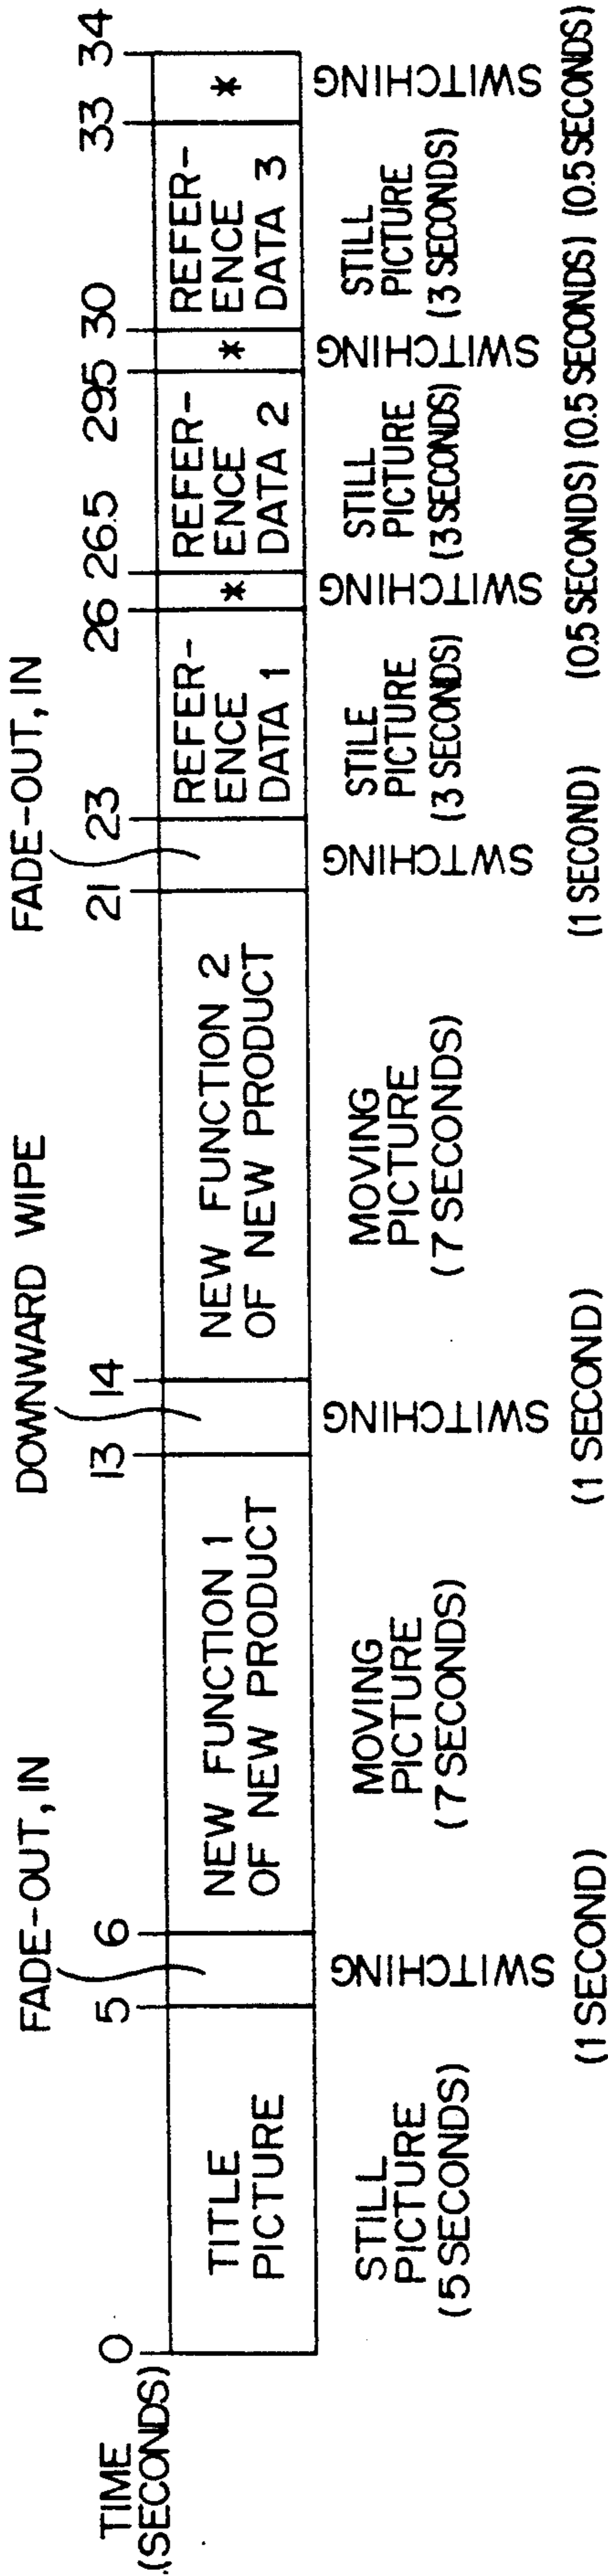 FADE-OUT, IN
DOWNWARD WIPE
FADE-OUT, IN
TIME
(SECONDS)
0
5
6
13
14
21
23
26
26.5
29.5
30
33
34
TITLE
PICTURE
NEW FUNCTION 1
OF NEW PRODUCT
NEW FUNCTION 2
OF NEW PRODUCT
REFER-
ENCE
DATA 1
*
REFER-
ENCE
DATA 2
*
REFER-
ENCE
DATA 3
*
STILL
PICTURE
(5 SECONDS)
SWITCHING
(1 SECOND)
MOVING
PICTURE
(7 SECONDS)
SWITCHING
(1 SECOND)
MOVING
PICTURE
(7 SECONDS)
SWITCHING
(1 SECOND)
STILE
PICTURE
(3 SECONDS)
SWITCHING
(0.5 SECONDS)
STILL
PICTURE
(3 SECONDS)
SWITCHING
(0.5 SECONDS)
STILL
PICTURE
(3 SECONDS)
SWITCHING
(0.5 SECONDS)